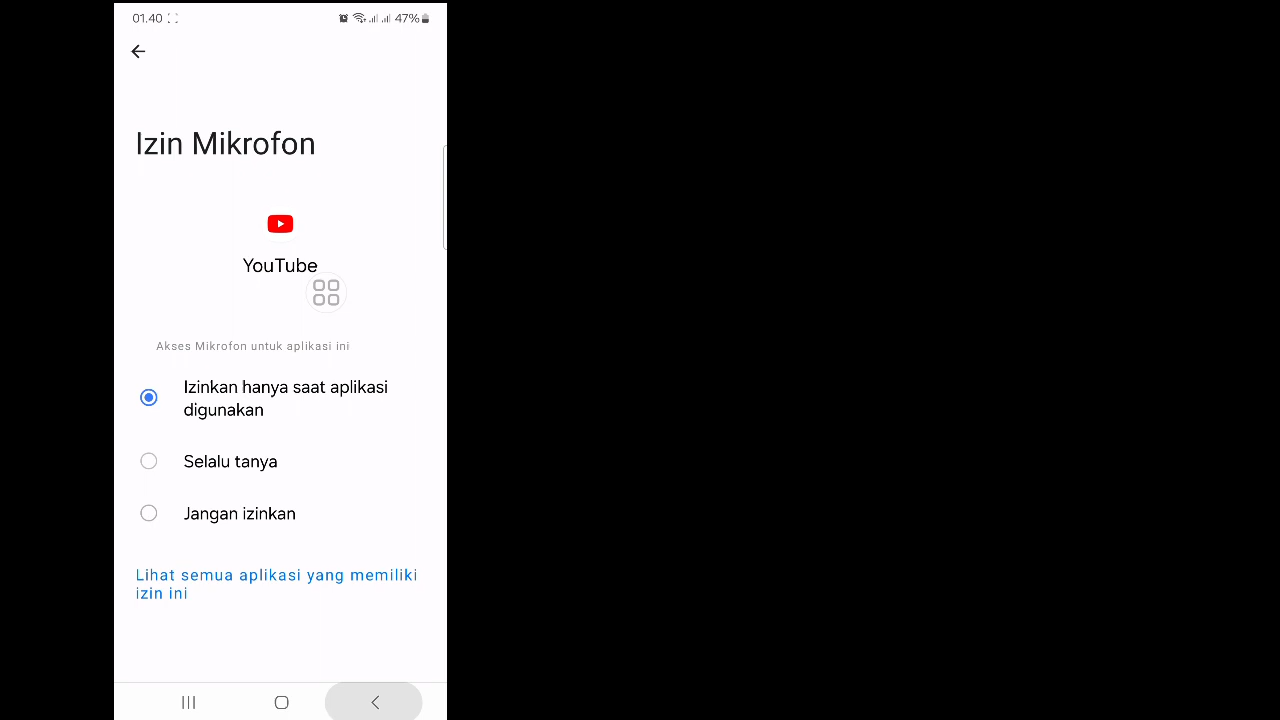 01.40
47%
Izin Mikrofon
YouTube
Akses Mikrofon untuk aplikasi ini
Izinkan hanya saat aplikasi
digunakan
Selalu tanya
Jangan izinkan
Lihat semua aplikasi yang memiliki
izin ini